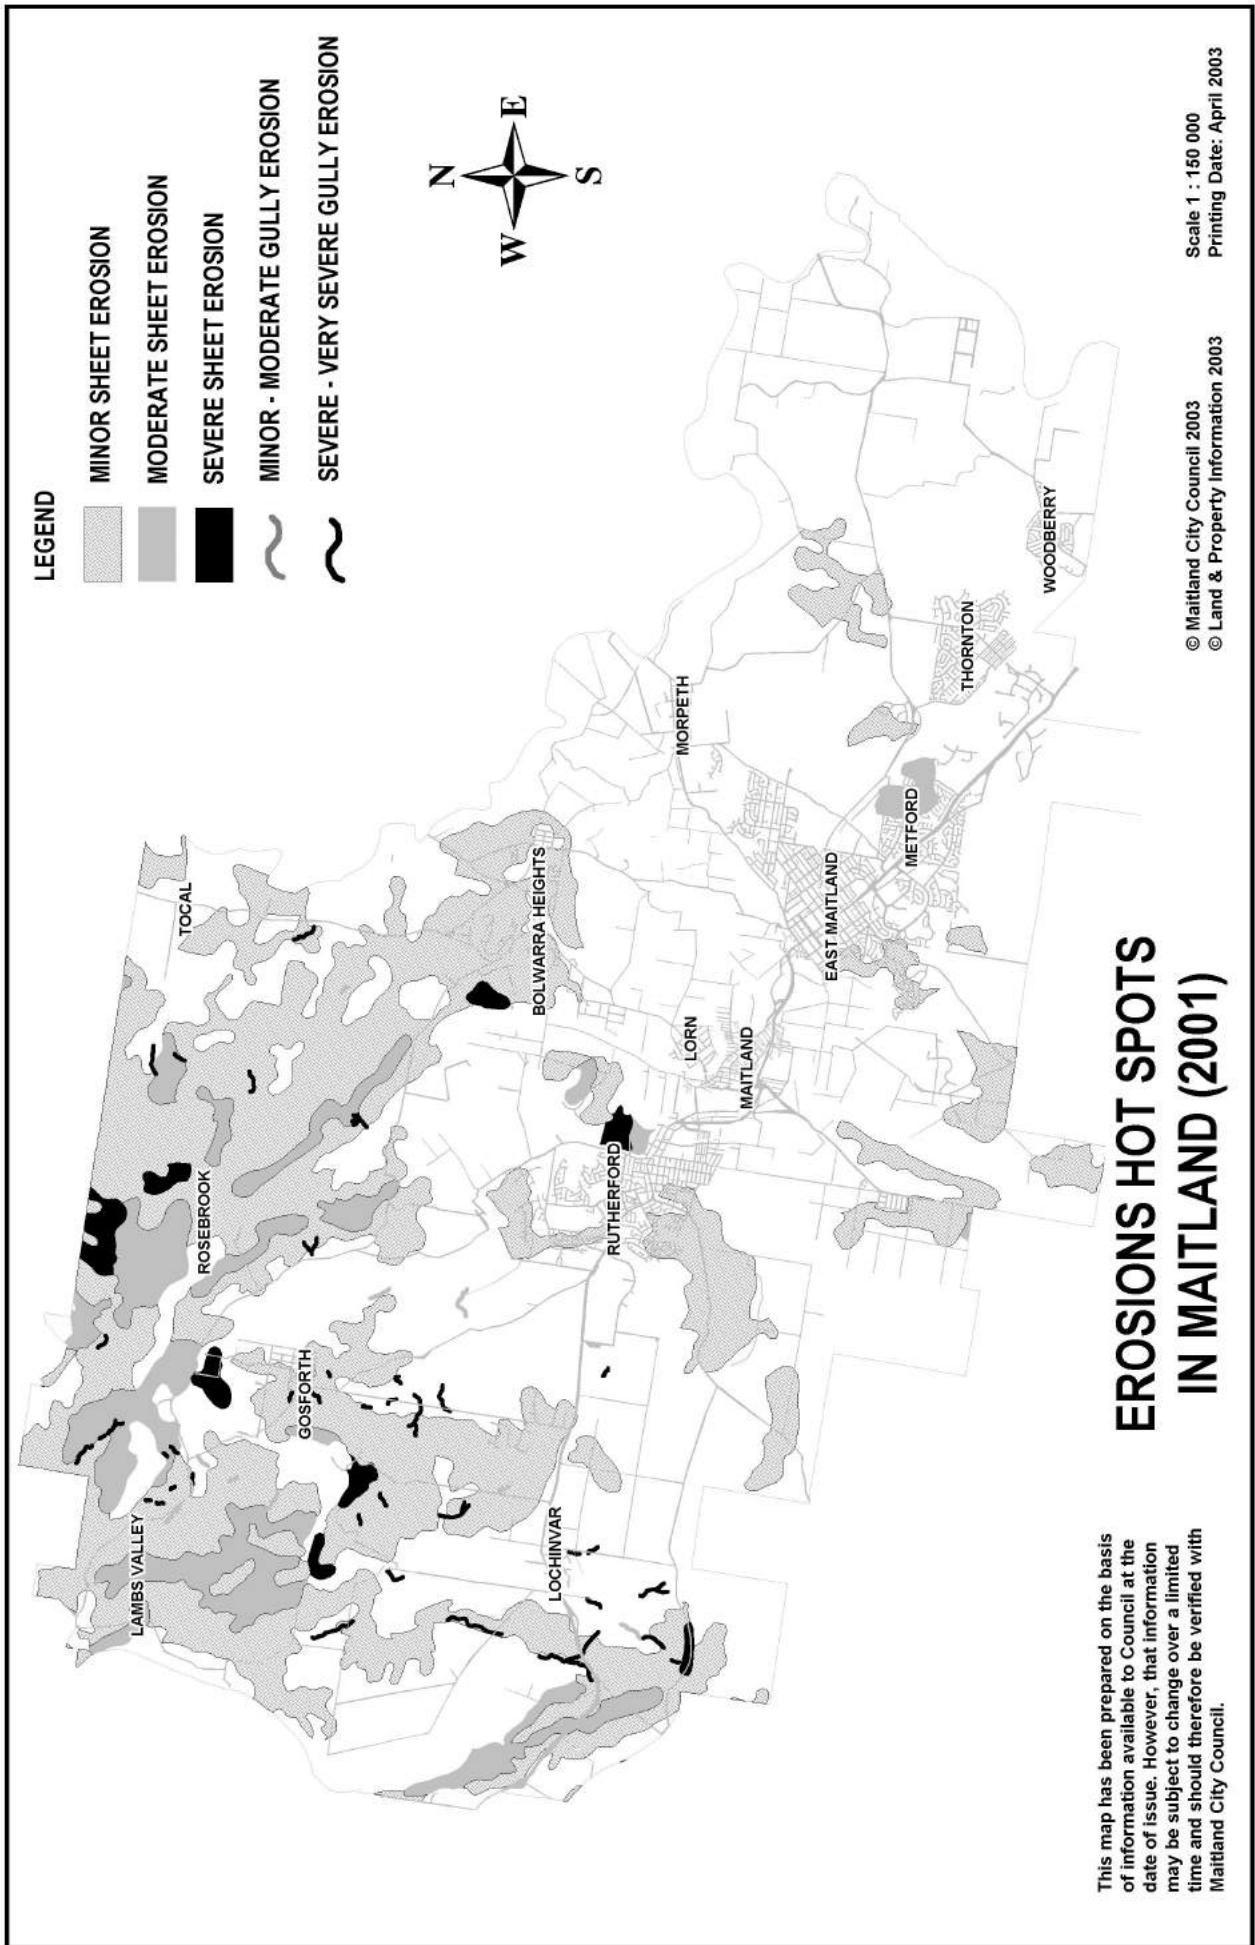 LEGEND
MINOR SHEET EROSION
MODERATE SHEET EROSION
SEVERE SHEET EROSION
MINOR - MODERATE GULLY EROSION
SEVERE - VERY SEVERE GULLY EROSION
N
W
E
S
TOCAL
LAMBS VALLEY
ROSEBROOK
GOSFORTH
BOLWARRA HEIGHTS
LOCHINVAR
RUTHERFORD
LORN
MORPETH
MAITLAND
EAST MAITLAND
METFORD
THORNTON
WOODBERRY
EROSIONS HOT SPOTS
IN MAITLAND (2001)
This map has been prepared on the basis
of information available to Council at the
date of issue. However, that information
may be subject to change over a limited
time and should therefore be verified with
Maitland City Council.
© Maitland City Council 2003
© Land & Property Information 2003
Scale 1 : 150 000
Printing Date: April 2003